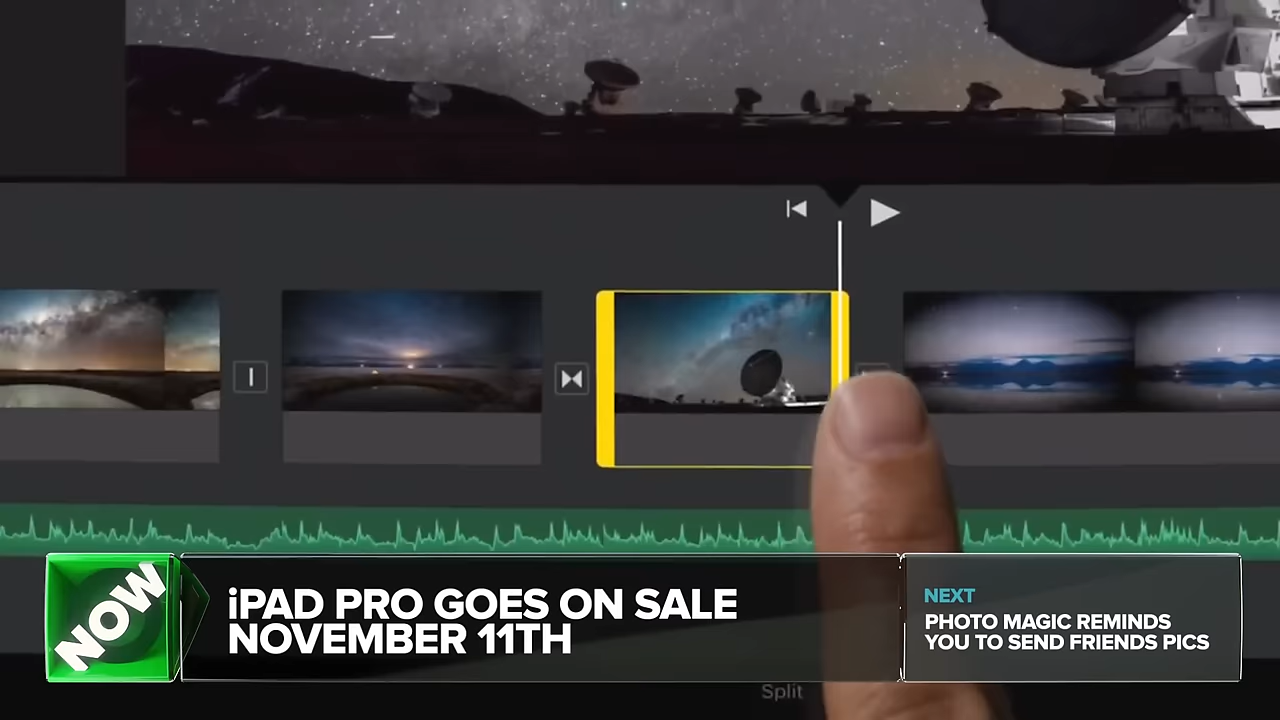 NOW
iPAD PRO GOES ON SALE
NOVEMBER 11TH
NEXT
PHOTO MAGIC REMINDS
YOU TO SEND FRIENDS PICS
Split